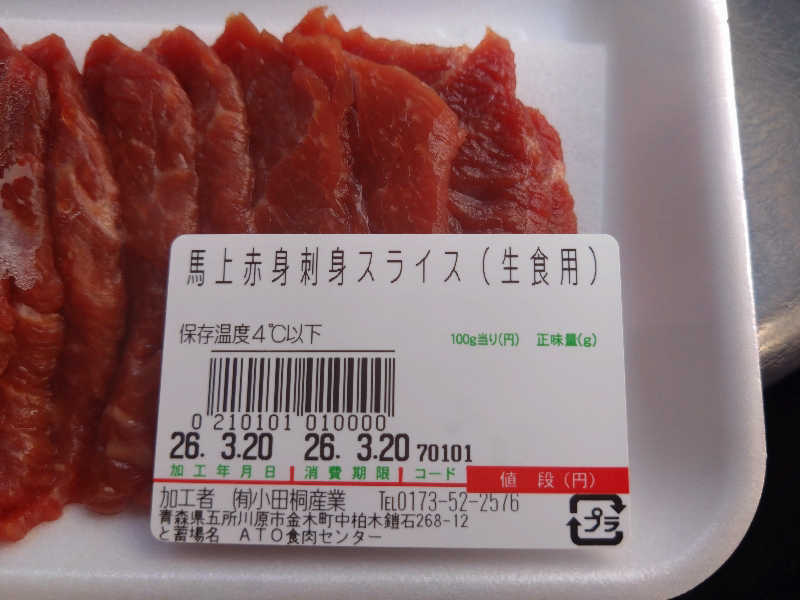 馬上赤身刺身スライス(生食用)
保存温度4℃以下
100g当り(円) 正味量(g)
0 210101 010000
26. 3.20 26. 3.20 70101
加工年月日 消費期限 コード
値段(円)
加工者 ㈲小田桐産業 TEL0173-52-2576
青森県五所川原市金木町中柏木鎧石268-12
と蓄場名 ATO食肉センター
プラ